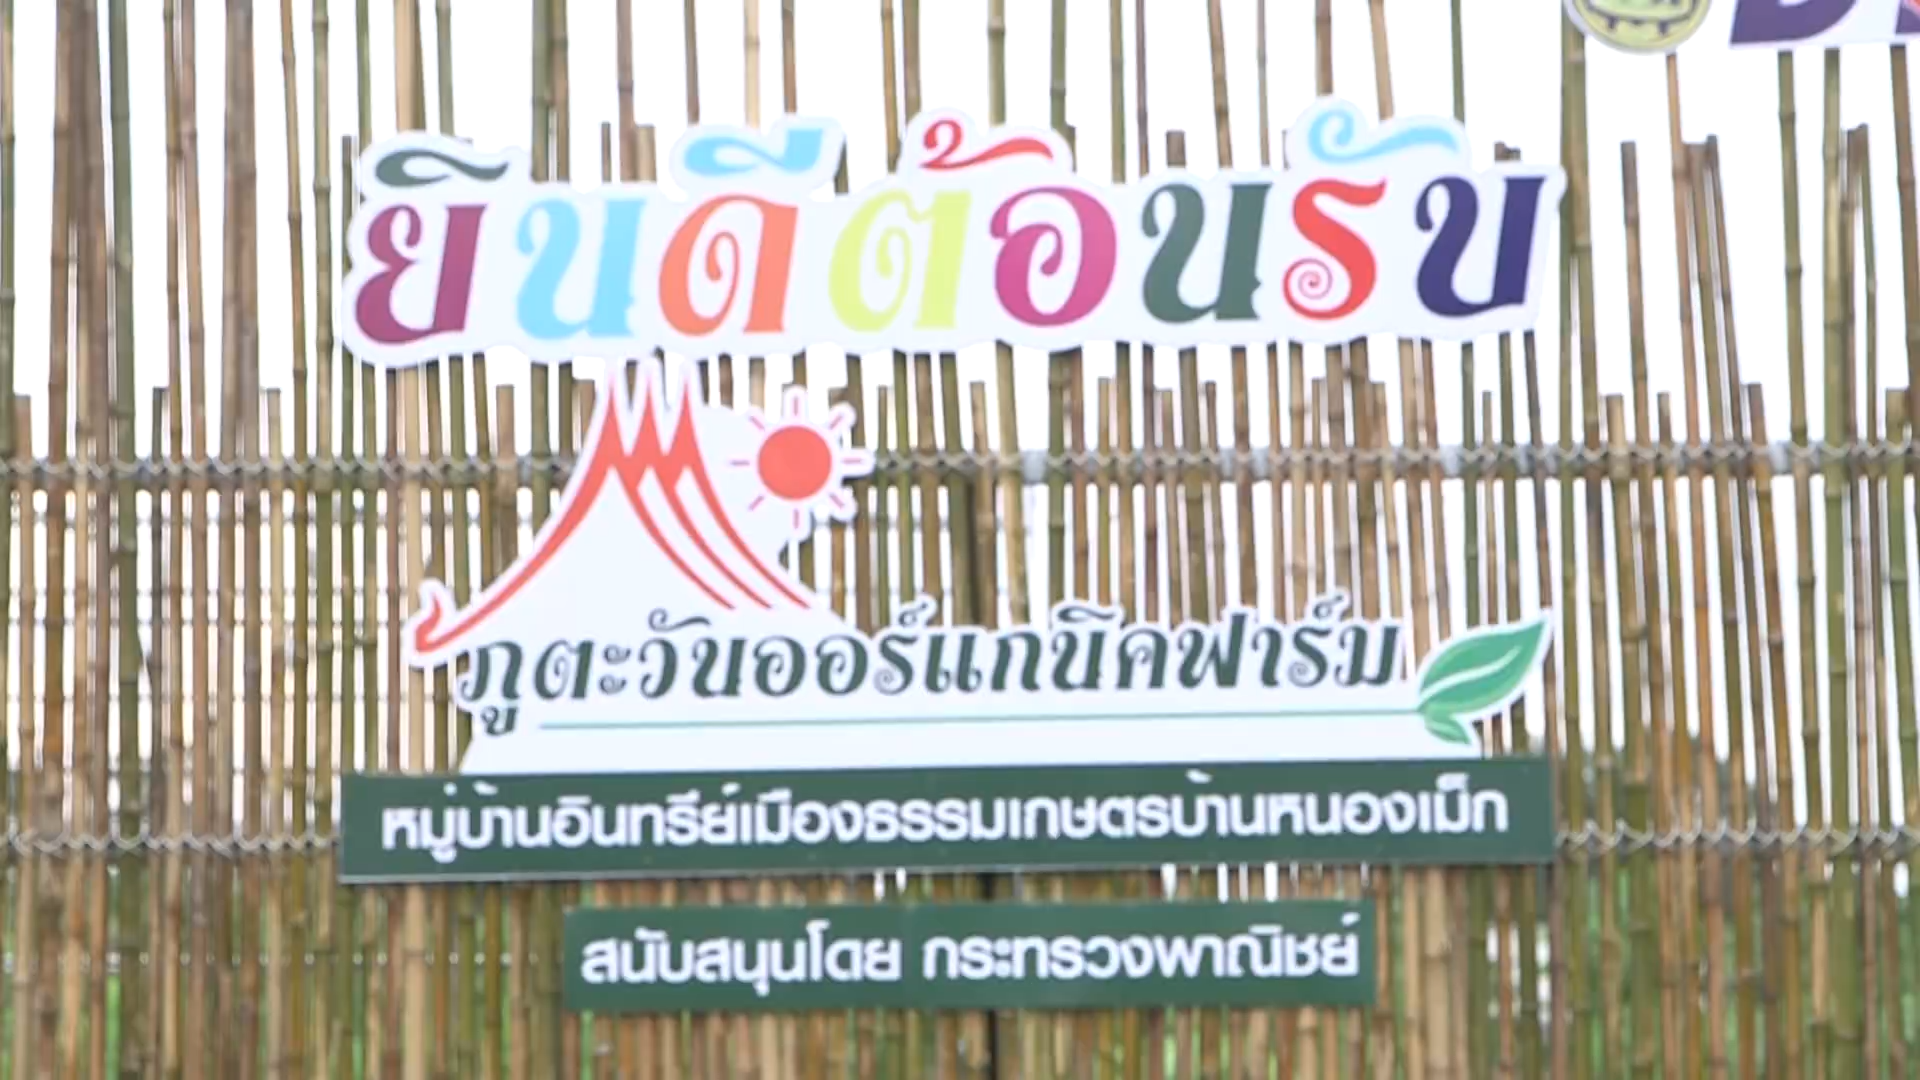 ยินดีต้อนรับ
ภูตะวันออร์แกนิคฟาร์ม
หมู่บ้านอินทรีย์เมืองธรรมเกษตรบ้านหนองเม็ก
สนับสนุนโดย กระทรวงพาณิชย์